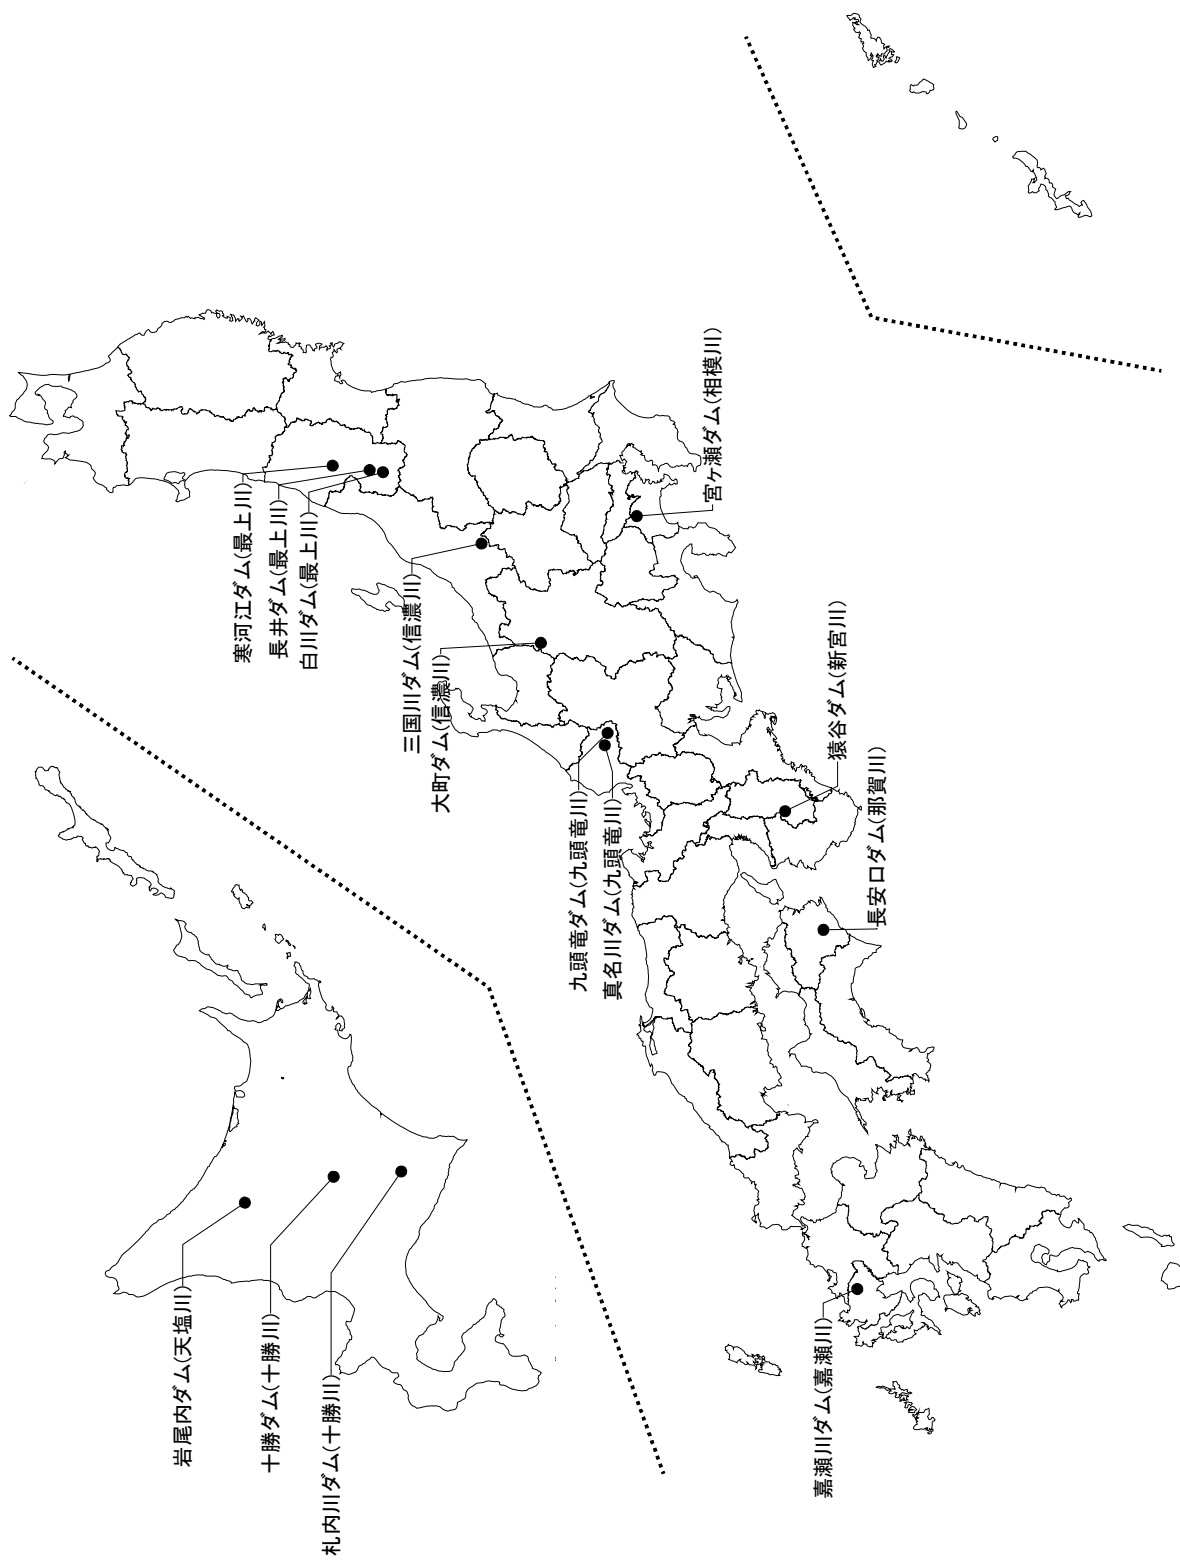 岩尾内ダム(天塩川)
十勝ダム(十勝川)
札内川ダム(十勝川)
寒河江ダム(最上川)
長井ダム(最上川)
白川ダム(最上川)
三国川ダム(信濃川)
大町ダム(信濃川)
九頭竜ダム(九頭竜川)
真名川ダム(九頭竜川)
宮ヶ瀬ダム(相模川)
猿谷ダム(新宮川)
長安口ダム(那賀川)
嘉瀬川ダム(嘉瀬川)